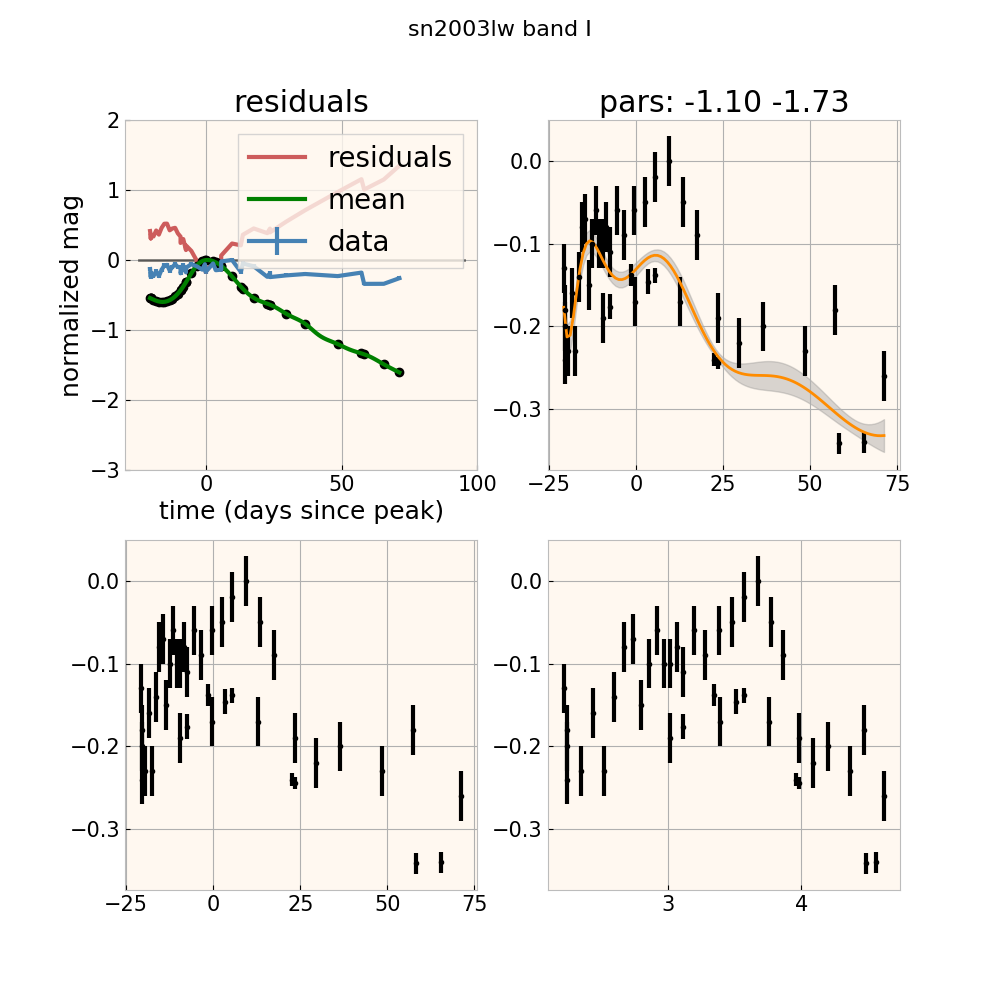 sn2003lw band I
residuals
pars: -1.10 -1.73
normalized mag
2
1
0
−1
−2
−3
residuals
mean
data
0 50 100
time (days since peak)
0.0
−0.1
−0.2
−0.3
−25 0 25 50 75
0.0
−0.1
−0.2
−0.3
−25 0 25 50 75
0.0
−0.1
−0.2
−0.3
3 4